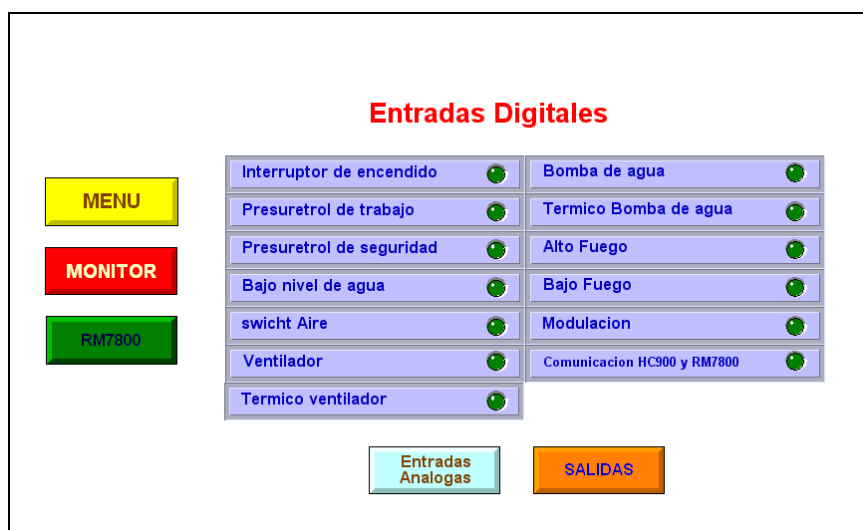 Entradas Digitales
MENU
MONITOR
RM7800
Interruptor de encendido
Presuretrol de trabajo
Presuretrol de seguridad
Bajo nivel de agua
swicht Aire
Ventilador
Termico ventilador
Bomba de agua
Termico Bomba de agua
Alto Fuego
Bajo Fuego
Modulacion
Comunicacion HC900 y RM7800
Entradas
Analogas
SALIDAS